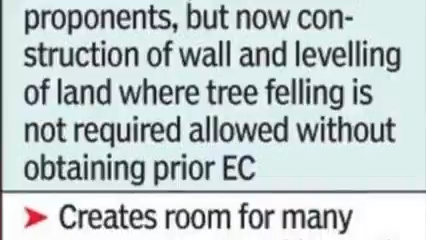 proponents, but now con-
struction of wall and levelling
of land where tree felling is
not required allowed without
obtaining prior EC
➤ Creates room for many